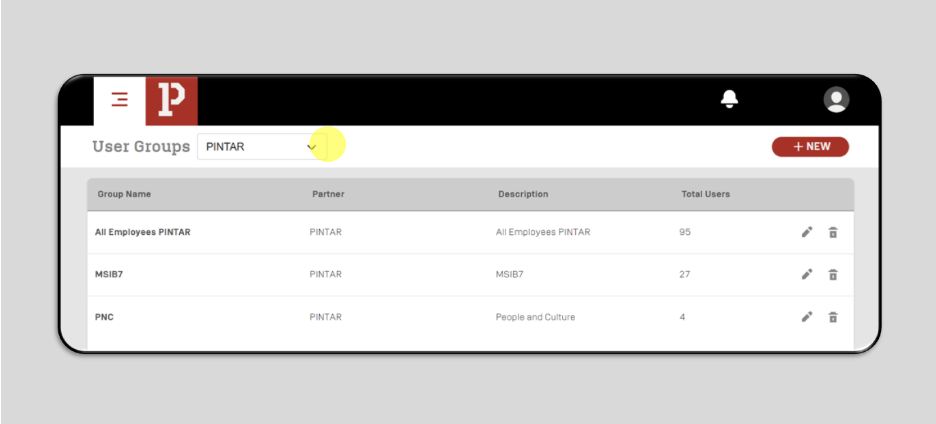 P
User Groups PINTAR + NEW
Group Name Partner Description Total Users
All Employees PINTAR PINTAR All Employees PINTAR 95
MSIB7 PINTAR MSIB7 27
PNC PINTAR People and Culture 4